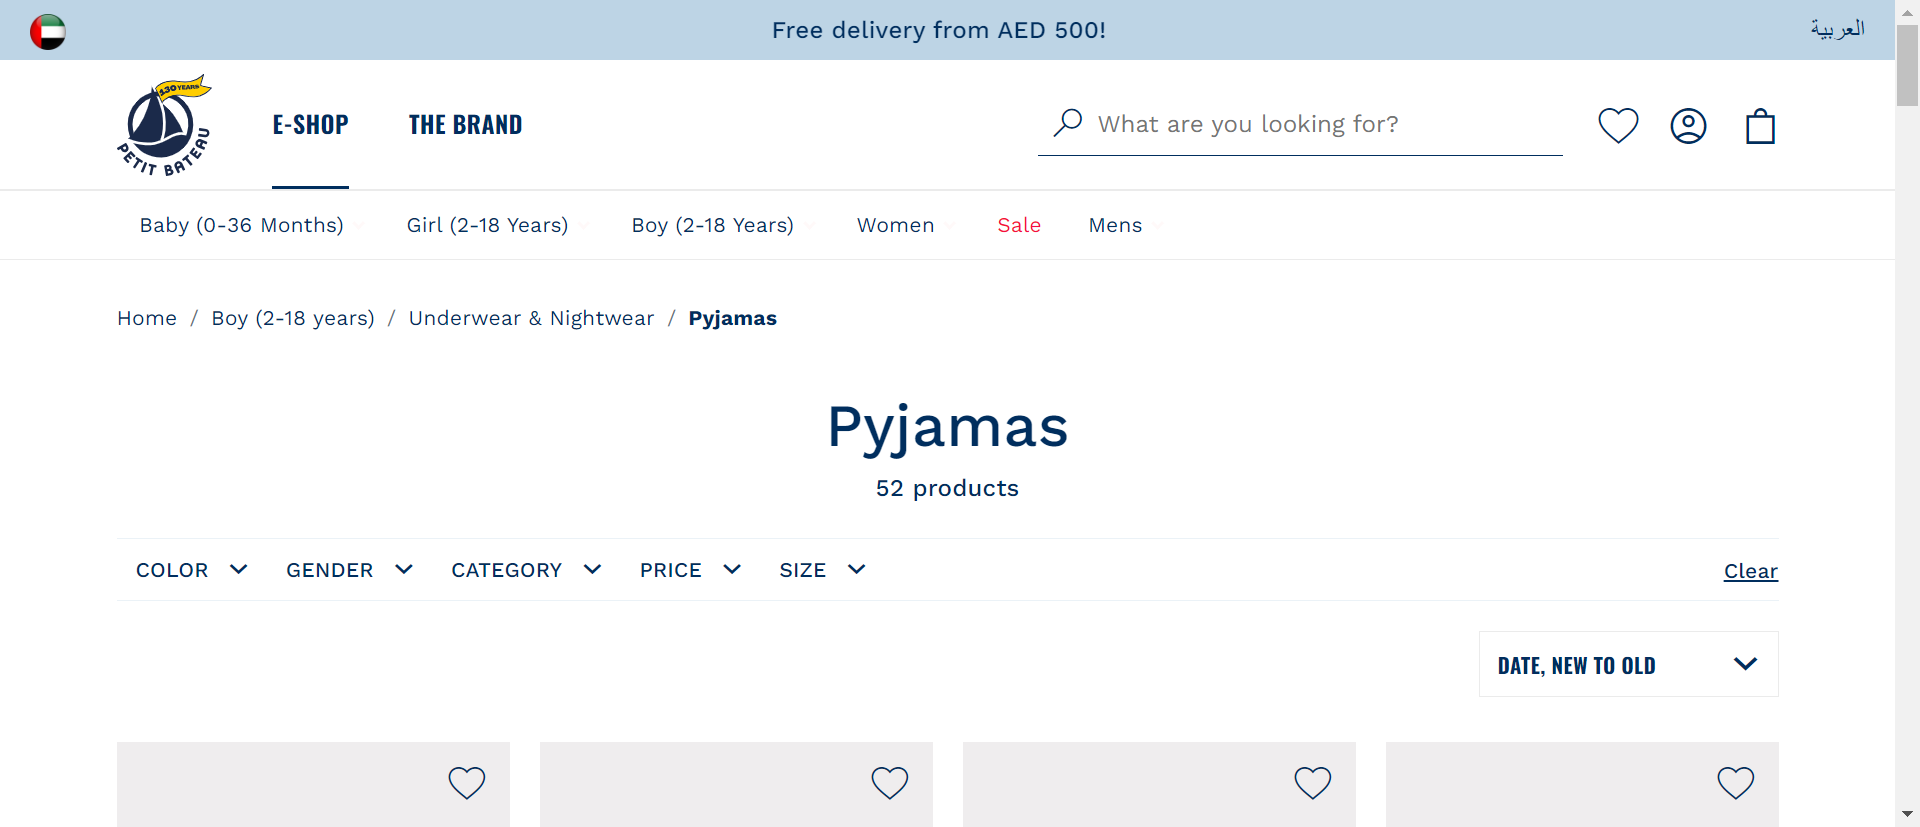 Free delivery from AED 500!
العربية
130 YEARS
PETIT BATEAU
E-SHOP
THE BRAND
What are you looking for?
Baby (0-36 Months)
Girl (2-18 Years)
Boy (2-18 Years)
Women
Sale
Mens
Home / Boy (2-18 years) / Underwear & Nightwear / Pyjamas
Pyjamas
52 products
COLOR
GENDER
CATEGORY
PRICE
SIZE
Clear
DATE, NEW TO OLD